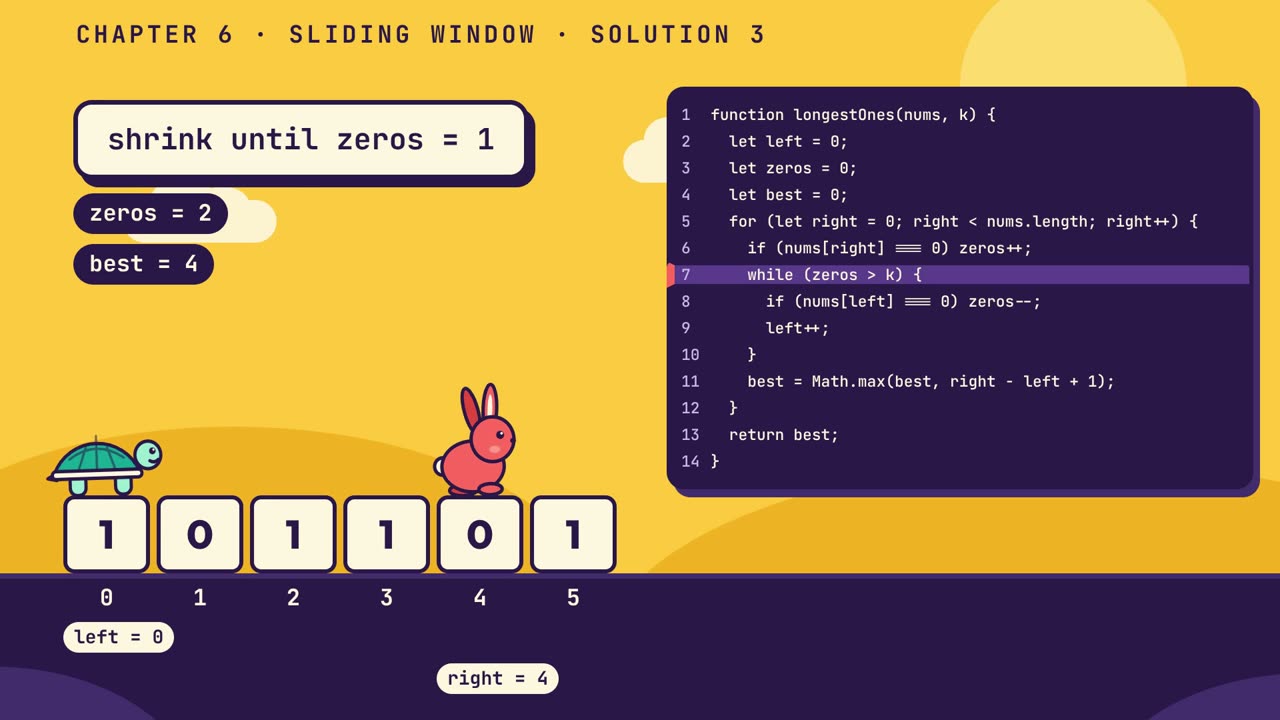 CHAPTER 6 · SLIDING WINDOW · SOLUTION 3
shrink until zeros = 1
zeros = 2
best = 4
1 function longestOnes(nums, k) {
2 let left = 0;
3 let zeros = 0;
4 let best = 0;
5 for (let right = 0; right < nums.length; right++) {
6 if (nums[right] === 0) zeros++;
7 while (zeros > k) {
8 if (nums[left] === 0) zeros--;
9 left++;
10 }
11 best = Math.max(best, right - left + 1);
12 }
13 return best;
14 }
1 0 1 1 0 1
0 1 2 3 4 5
left = 0
right = 4